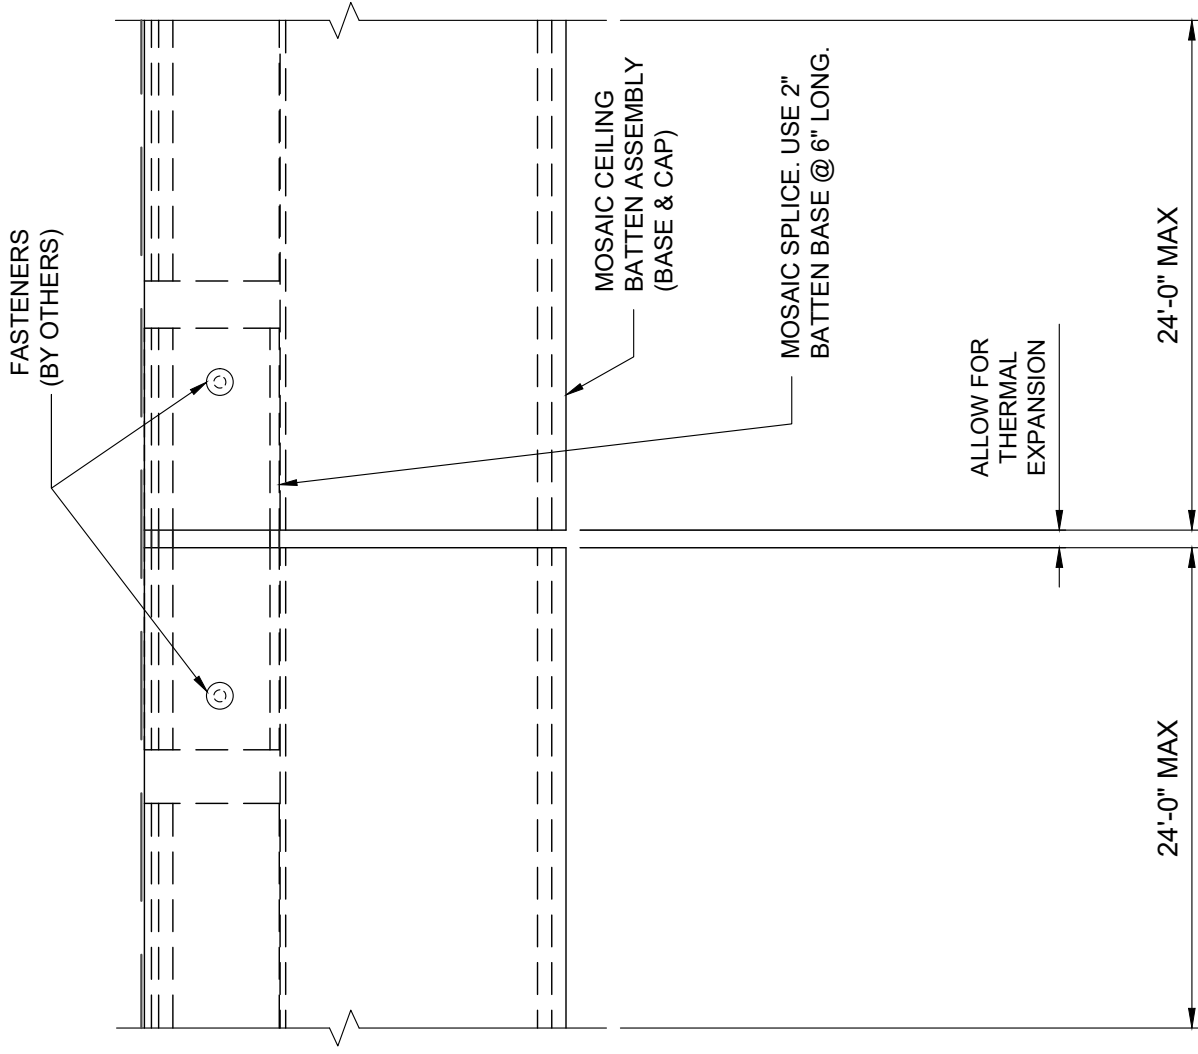 FASTENERS
(BY OTHERS)
MOSAIC CEILING
BATTEN ASSEMBLY
(BASE & CAP)
MOSAIC SPLICE. USE 2"
BATTEN BASE @ 6" LONG.
ALLOW FOR
THERMAL
EXPANSION
24'-0" MAX
24'-0" MAX